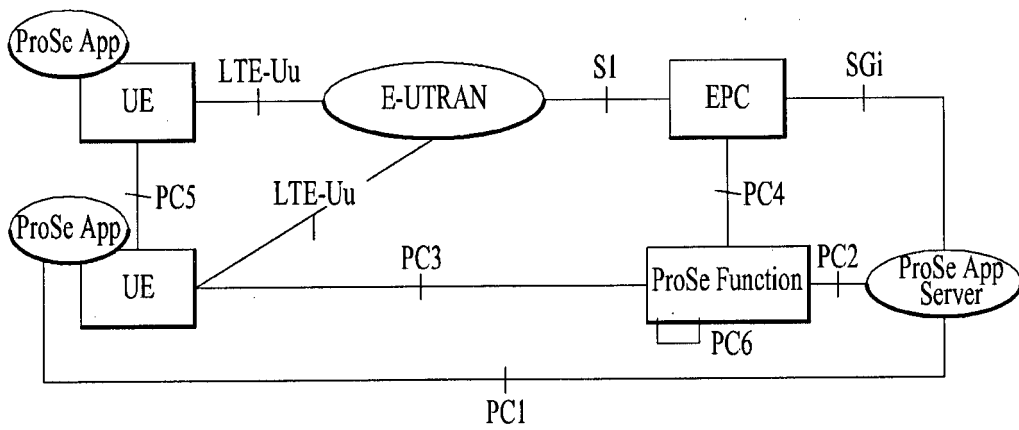 ProSe App
UE
LTE-Uu
E-UTRAN
S1
EPC
SGi
PC5
LTE-Uu
PC4
ProSe App
UE
PC3
ProSe Function
PC2
ProSe App
Server
PC6
PC1